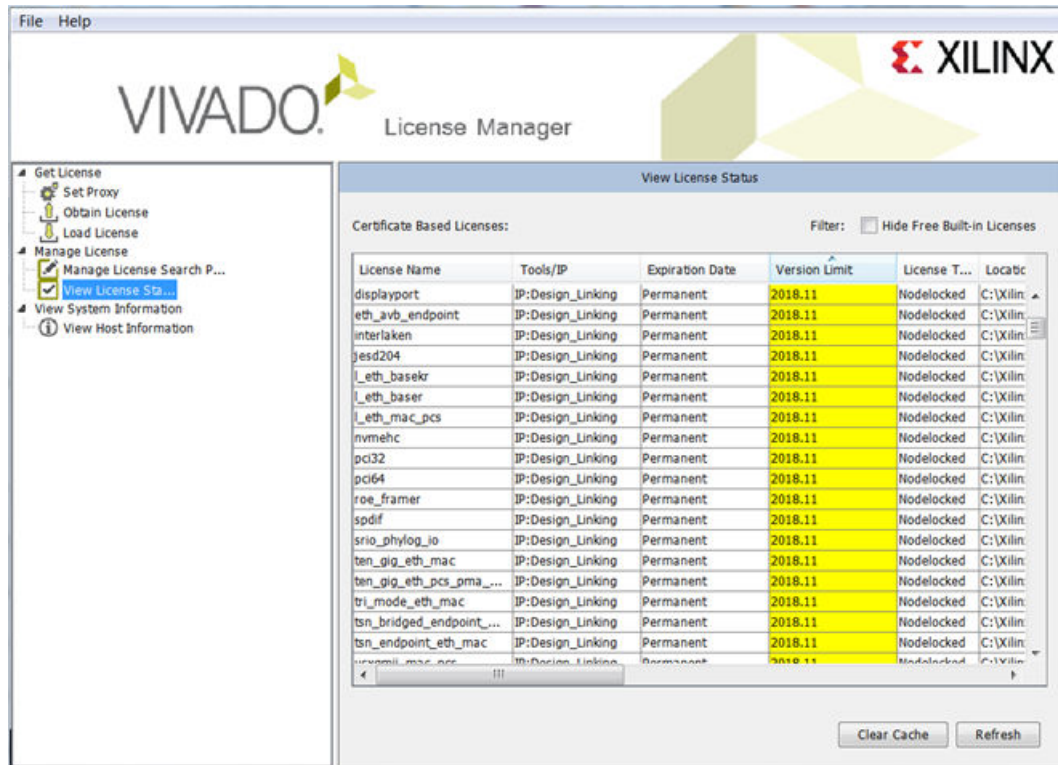 File Help
XILINX
VIVADO.
License Manager
Get License
Set Proxy
Obtain License
Load License
Manage License
Manage License Search P...
View License Sta...
View System Information
View Host Information
View License Status
Certificate Based Licenses: Filter: Hide Free Built-in Licenses
License Name Tools/IP Expiration Date Version Limit License T... Locatic
displayport IP:Design_Linking Permanent 2018.11 Nodelocked C:\Xilin:
eth_avb_endpoint IP:Design_Linking Permanent 2018.11 Nodelocked C:\Xilin:
interlaken IP:Design_Linking Permanent 2018.11 Nodelocked C:\Xilin:
jesd204 IP:Design_Linking Permanent 2018.11 Nodelocked C:\Xilin:
l_eth_basekr IP:Design_Linking Permanent 2018.11 Nodelocked C:\Xilin:
l_eth_baser IP:Design_Linking Permanent 2018.11 Nodelocked C:\Xilin:
l_eth_mac_pcs IP:Design_Linking Permanent 2018.11 Nodelocked C:\Xilin:
nvmehc IP:Design_Linking Permanent 2018.11 Nodelocked C:\Xilin:
pci32 IP:Design_Linking Permanent 2018.11 Nodelocked C:\Xilin:
pci64 IP:Design_Linking Permanent 2018.11 Nodelocked C:\Xilin:
roe_framer IP:Design_Linking Permanent 2018.11 Nodelocked C:\Xilin:
spdif IP:Design_Linking Permanent 2018.11 Nodelocked C:\Xilin:
srio_phylog_io IP:Design_Linking Permanent 2018.11 Nodelocked C:\Xilin:
ten_gig_eth_mac IP:Design_Linking Permanent 2018.11 Nodelocked C:\Xilin:
ten_gig_eth_pcs_pma_... IP:Design_Linking Permanent 2018.11 Nodelocked C:\Xilin:
tri_mode_eth_mac IP:Design_Linking Permanent 2018.11 Nodelocked C:\Xilin:
tsn_bridged_endpoint_... IP:Design_Linking Permanent 2018.11 Nodelocked C:\Xilin:
tsn_endpoint_eth_mac IP:Design_Linking Permanent 2018.11 Nodelocked C:\Xilin:
usxgmii_mac_pcs IP:Design_Linking Permanent 2018.11 Nodelocked C:\Xilin:
Clear Cache Refresh